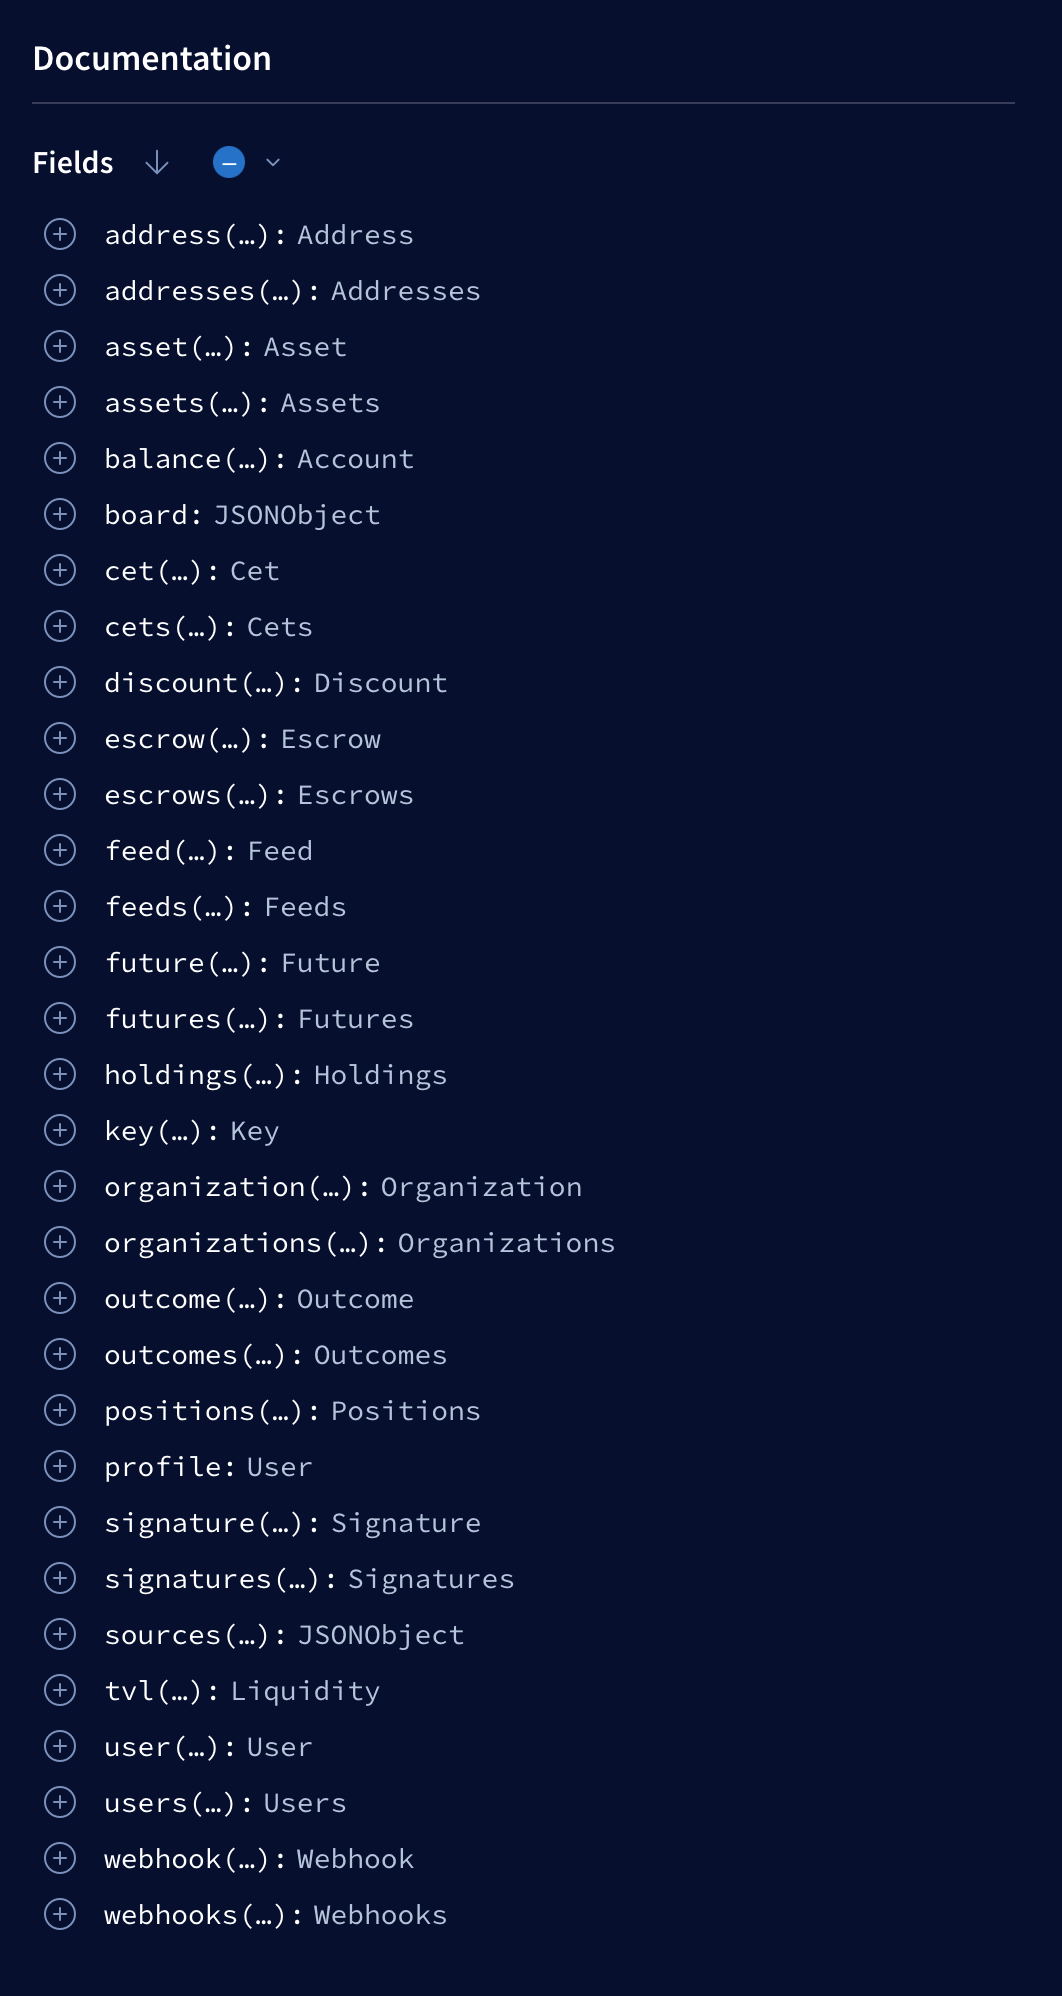 Documentation
Fields
address(…): Address
addresses(…): Addresses
asset(…): Asset
assets(…): Assets
balance(…): Account
board: JSONObject
cet(…): Cet
cets(…): Cets
discount(…): Discount
escrow(…): Escrow
escrows(…): Escrows
feed(…): Feed
feeds(…): Feeds
future(…): Future
futures(…): Futures
holdings(…): Holdings
key(…): Key
organization(…): Organization
organizations(…): Organizations
outcome(…): Outcome
outcomes(…): Outcomes
positions(…): Positions
profile: User
signature(…): Signature
signatures(…): Signatures
sources(…): JSONObject
tvl(…): Liquidity
user(…): User
users(…): Users
webhook(…): Webhook
webhooks(…): Webhooks